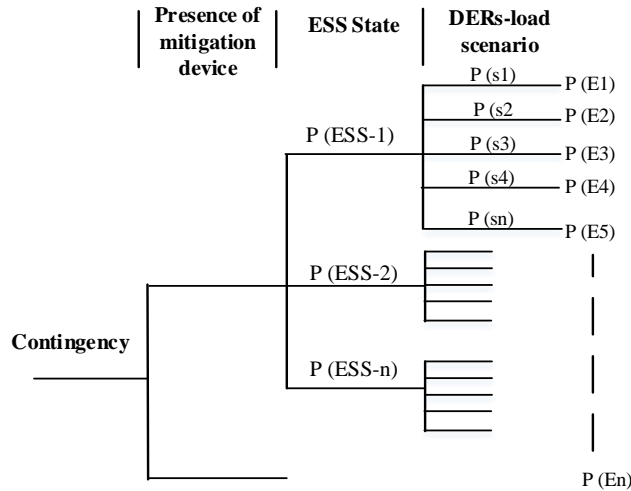 Presence of
mitigation
device
ESS State
DERs-load
scenario
P (s1)
P (E1)
P (s2
P (E2)
P (ESS-1)
P (s3)
P (E3)
P (s4)
P (E4)
P (sn)
P (E5)
P (ESS-2)
Contingency
P (ESS-n)
P (En)